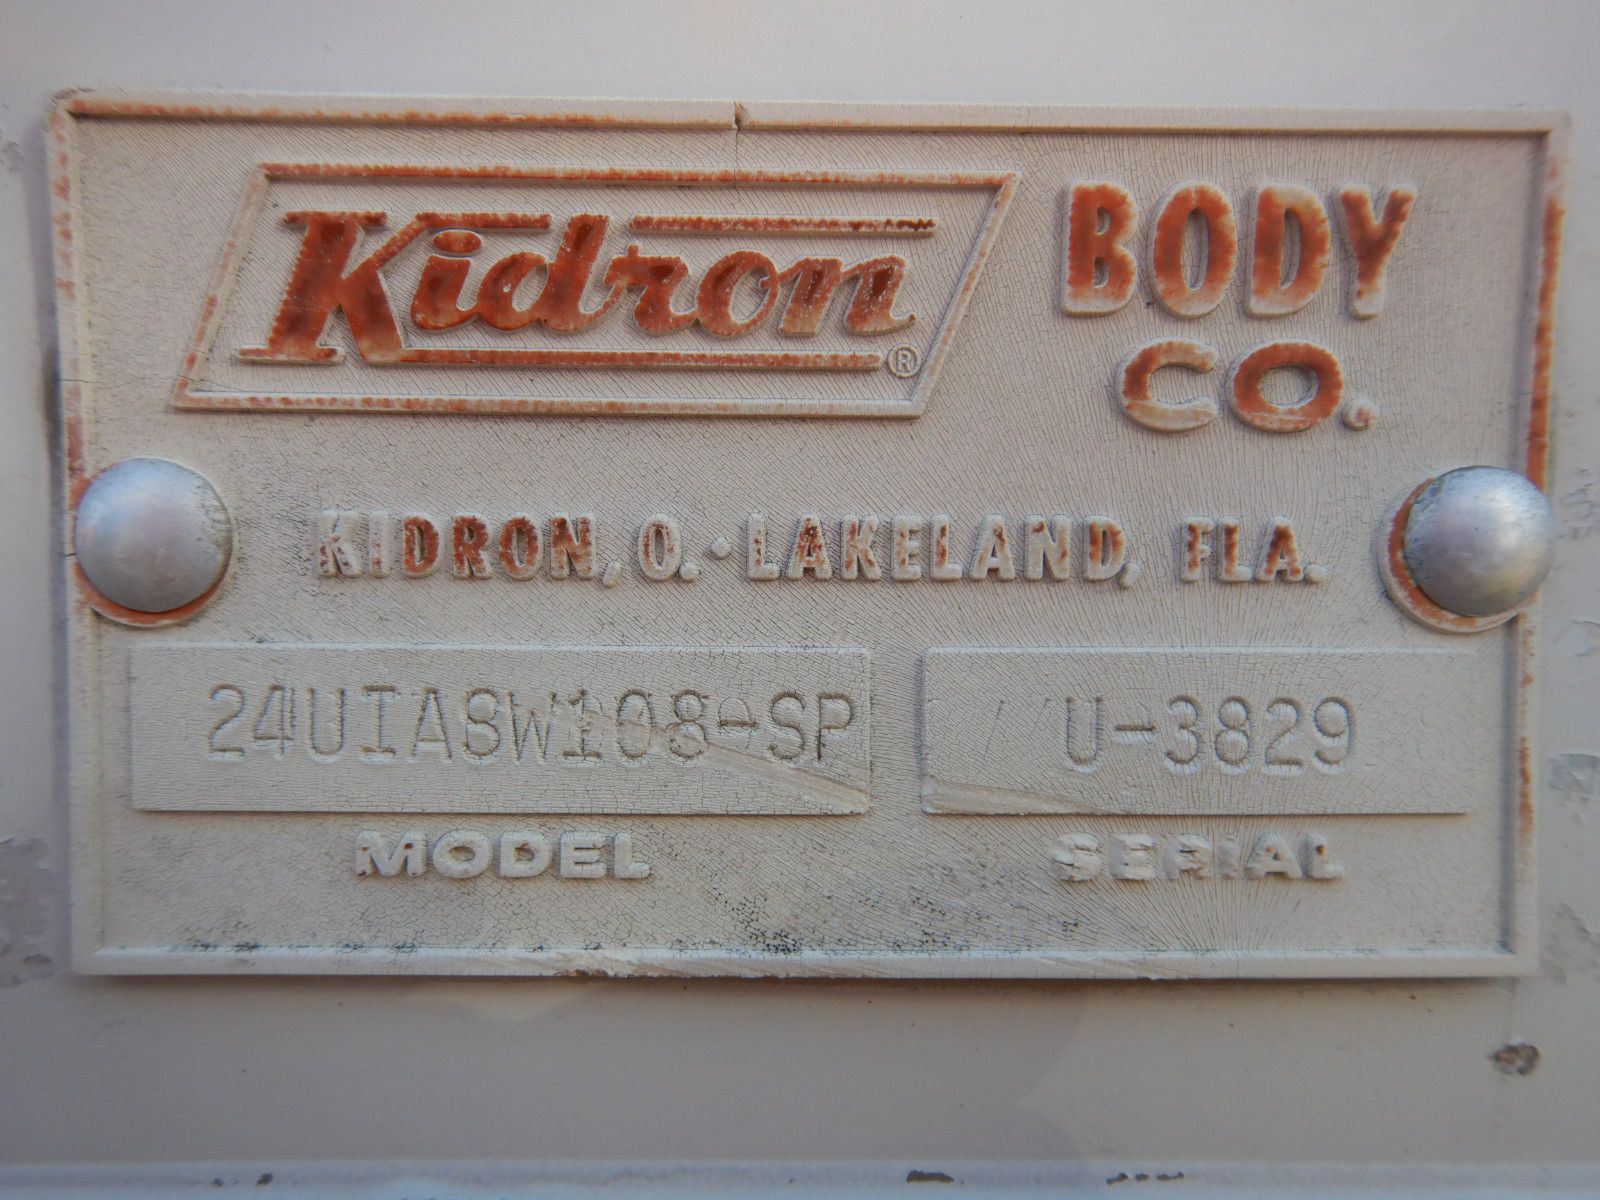 Kidron® BODY
CO.
KIDRON, O. · LAKELAND, FLA.
24UIASW108-SP U-3829
MODEL SERIAL